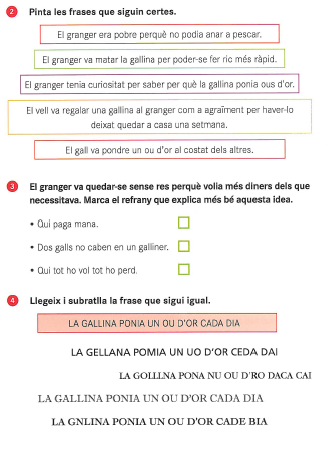 2 Pinta les frases que siguin certes.
El granger era pobre perquè no podia anar a pescar.
El granger va matar la gallina per poder-se fer ric més ràpid.
El granger tenia curiositat per saber per què la gallina ponia ous d'or.
El vell va regalar una gallina al granger com a agraïment per haver-lo
deixat quedar a casa una setmana.
El gall va pondre un ou d'or al costat dels altres.
3 El granger va quedar-se sense res perquè volia més diners dels que
necessitava. Marca el refrany que explica més bé aquesta idea.
• Qui paga mana.
• Dos galls no caben en un galliner.
• Qui tot ho vol tot ho perd.
4 Llegeix i subratlla la frase que sigui igual.
LA GALLINA PONIA UN OU D'OR CADA DIA
LA GELLANA POMIA UN UO D'OR CEDA DAI
LA GOLLLNA PONA NU OU D'RO DACA CAI
LA GALLINA PONIA UN OU D'OR CADA DIA
LA GNLINA PONIA UN OU D'OR CADE BIA